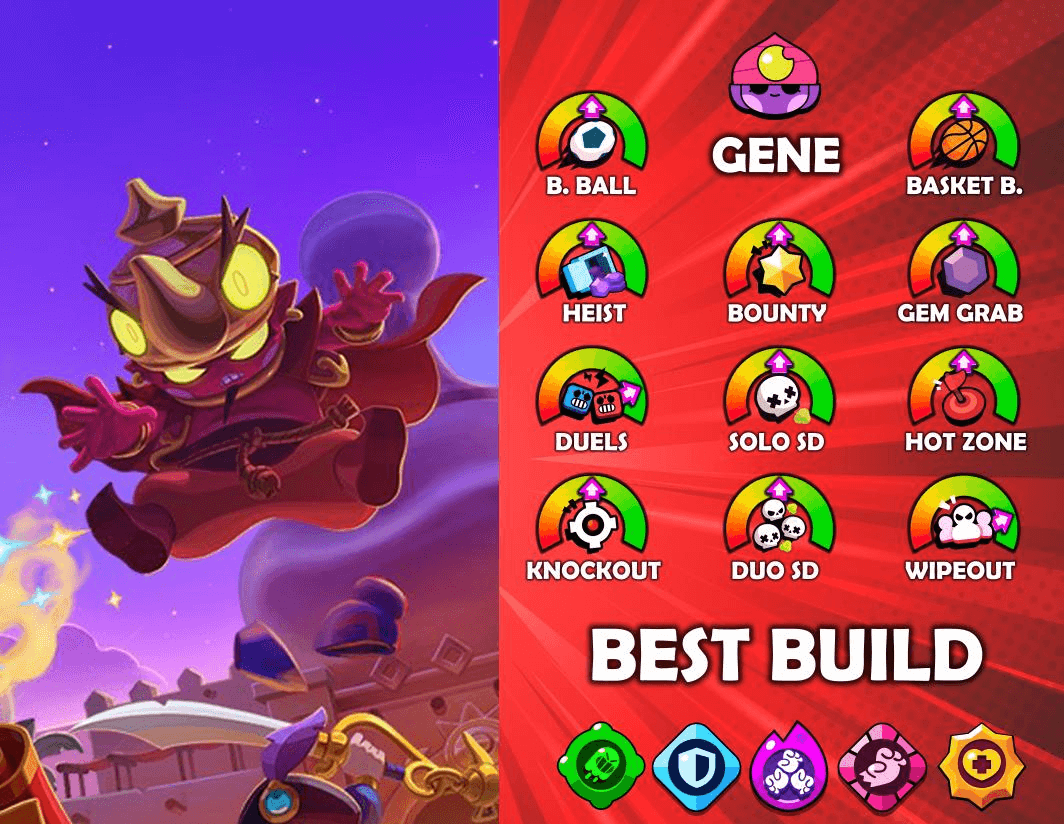 GENE
B. BALL
BASKET B.
HEIST
BOUNTY
GEM GRAB
DUELS
SOLO SD
HOT ZONE
KNOCKOUT
DUO SD
WIPEOUT
BEST BUILD